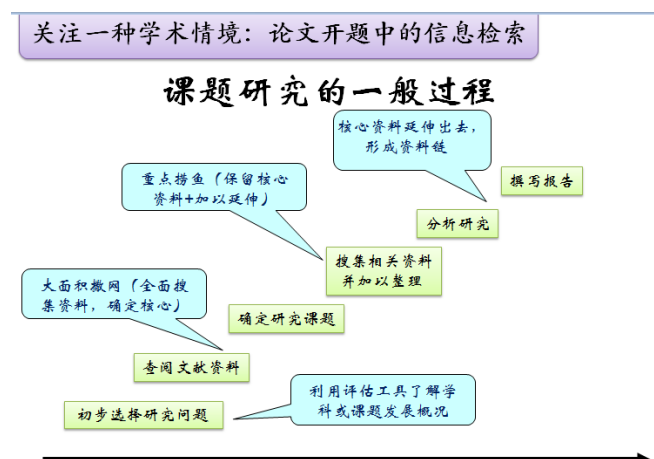 关注一种学术情境：论文开题中的信息检索
课题研究的一般过程
核心资料延伸出去，
形成资料链
重点捞鱼（保留核心
资料+加以延伸）
撰写报告
分析研究
搜集相关资料
并加以整理
大面积撒网（全面搜
集资料，确定核心）
确定研究课题
查阅文献资料
利用评估工具了解学
科或课题发展概况
初步选择研究问题